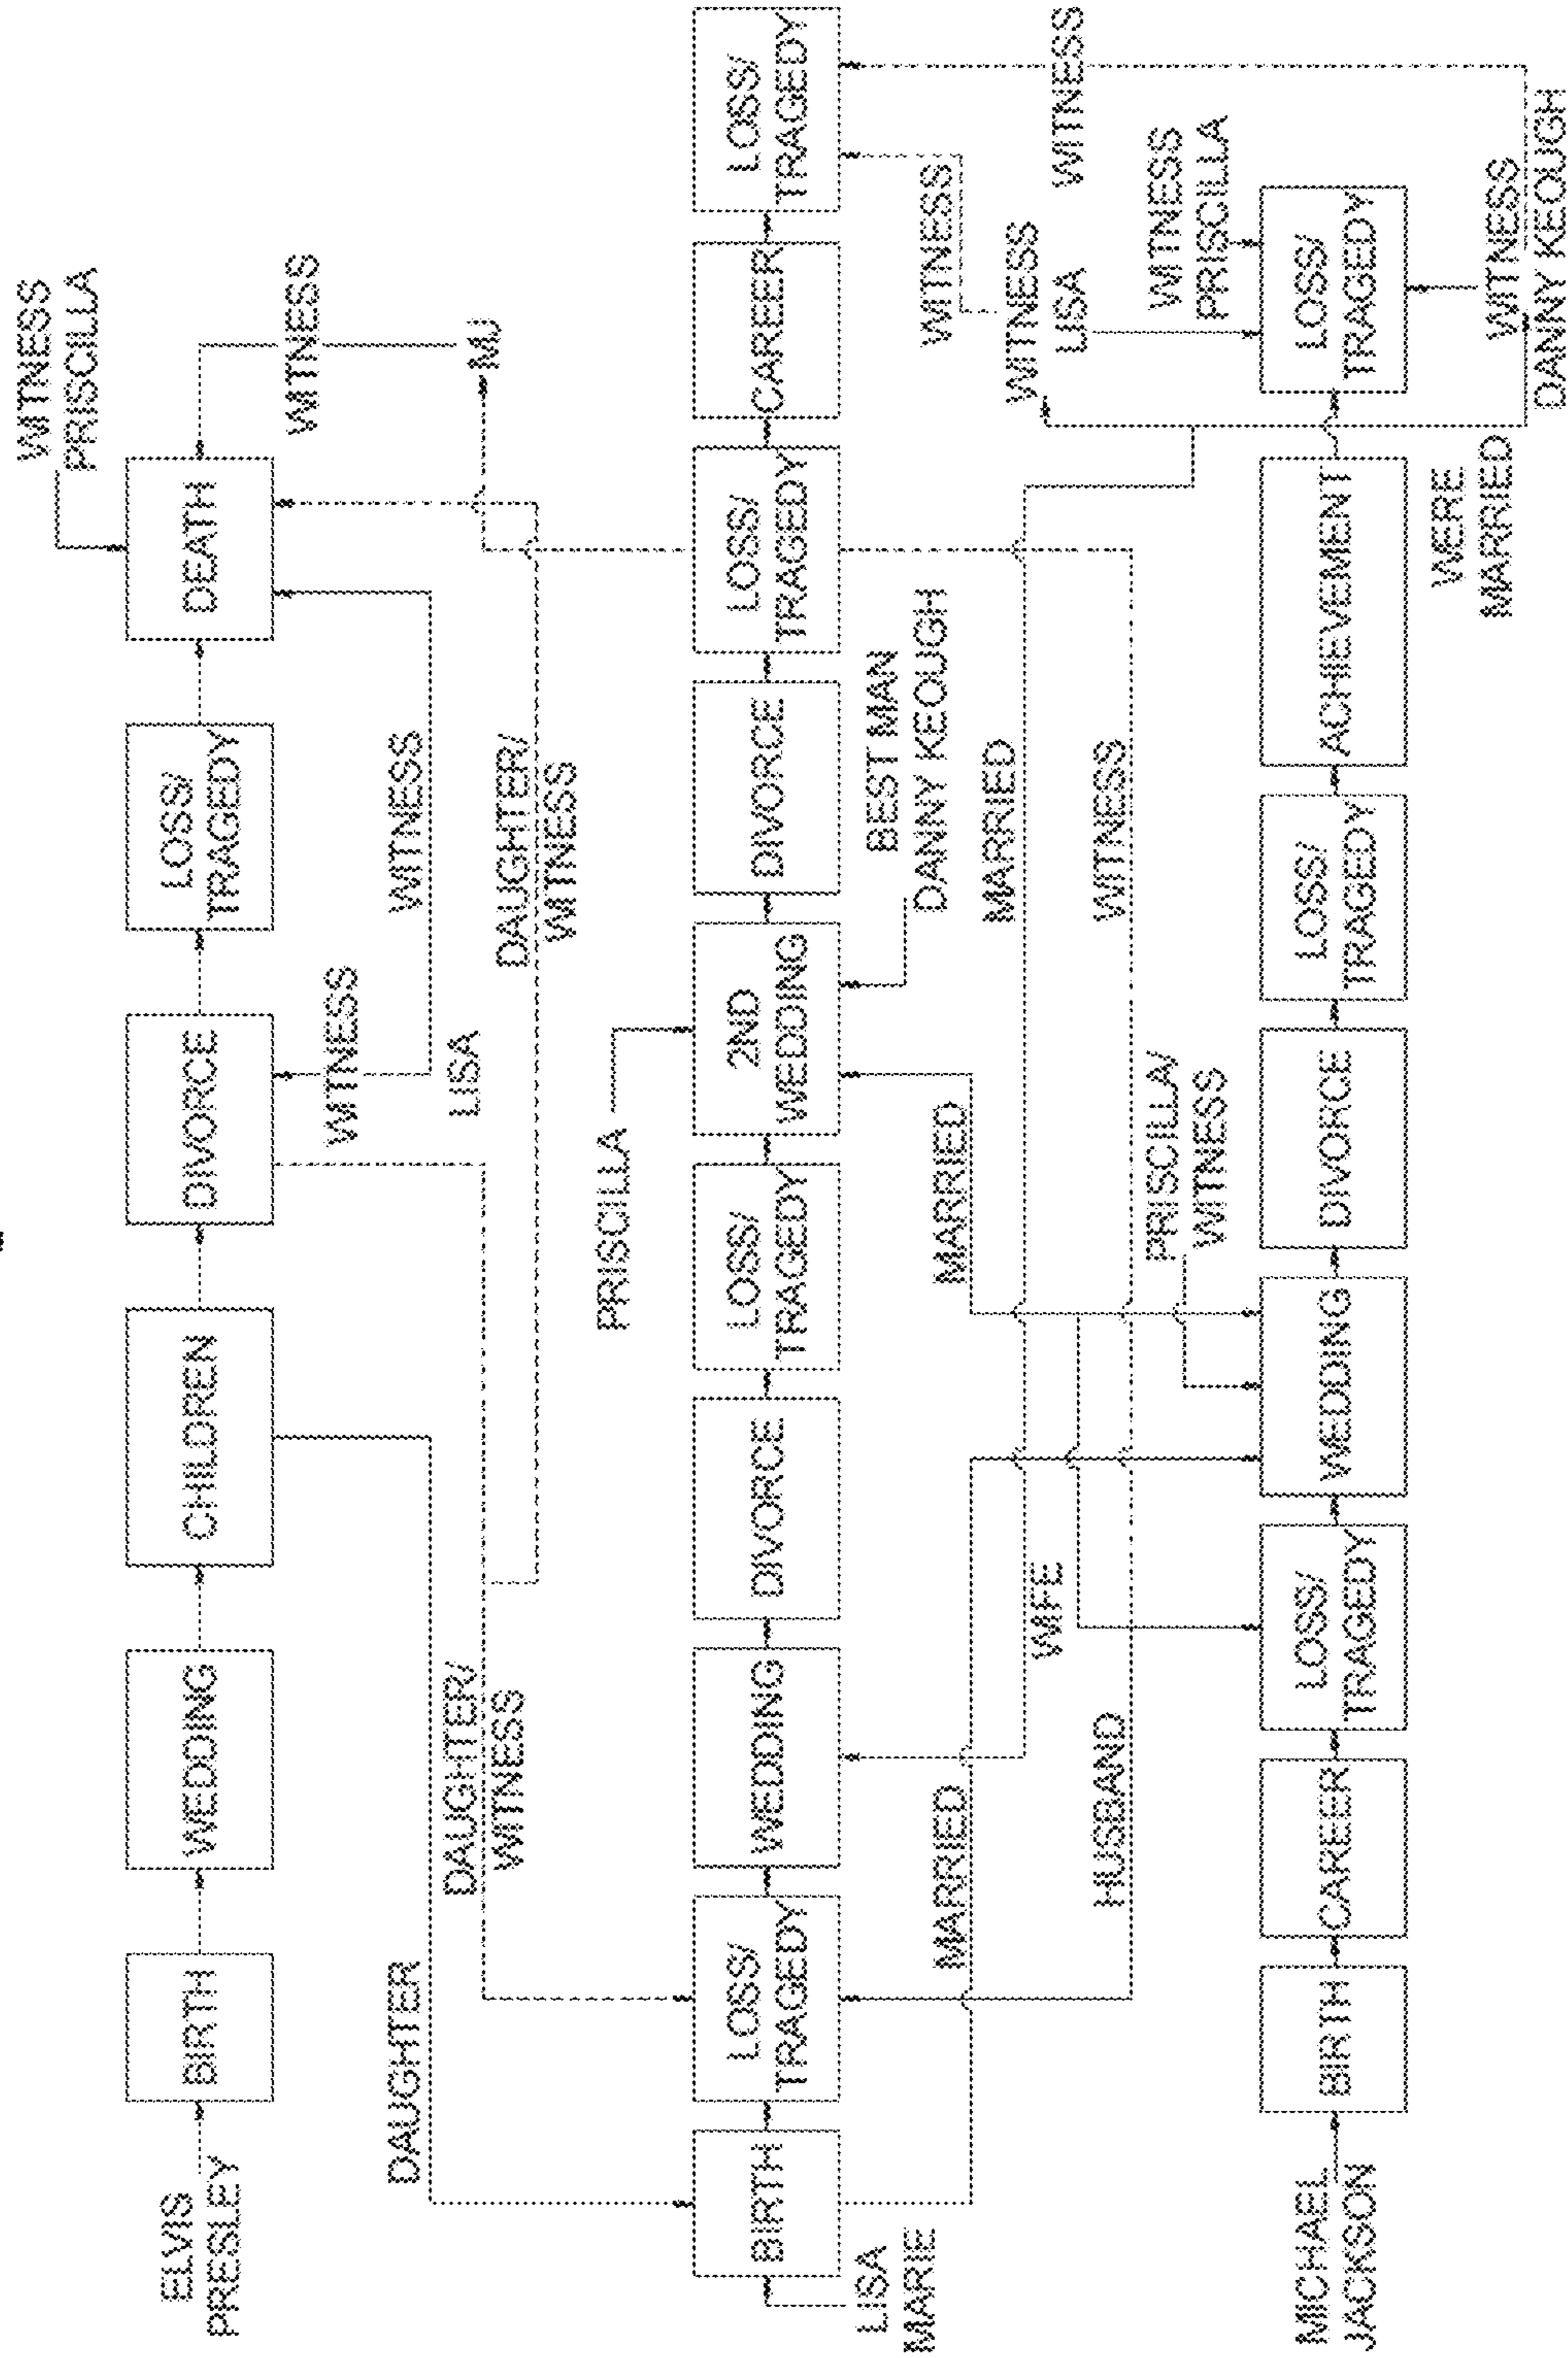 ELVIS
PRESLEY
BIRTH
WEDDING
CHILDREN
DIVORCE
LOSS/
TRAGEDY
DEATH
WITNESS
PRISCILLA
WITNESS
MJ
WITNESS
LISA
WITNESS
DAUGHTER
DAUGHTER/
WITNESS
DAUGHTER/
WITNESS
LISA
MARIE
BIRTH
LOSS/
TRAGEDY
WEDDING
DIVORCE
LOSS/
TRAGEDY
PRISCILLA
2ND
WEDDING
DIVORCE
LOSS/
TRAGEDY
CAREER
LOSS/
TRAGEDY
BEST MAN
DANNY KEOUGH
MARRIED
MARRIED
MARRIED
WIFE
HUSBAND
WITNESS
PRISCILLA/
WITNESS
WITNESS
WITNESS
LISA
WITNESS
WITNESS
PRISCILLA
MICHAEL
JACKSON
BIRTH
CAREER
LOSS/
TRAGEDY
WEDDING
DIVORCE
LOSS/
TRAGEDY
ACHIEVEMENT
LOSS/
TRAGEDY
WERE
MARRIED
WITNESS
DANNY KEOUGH